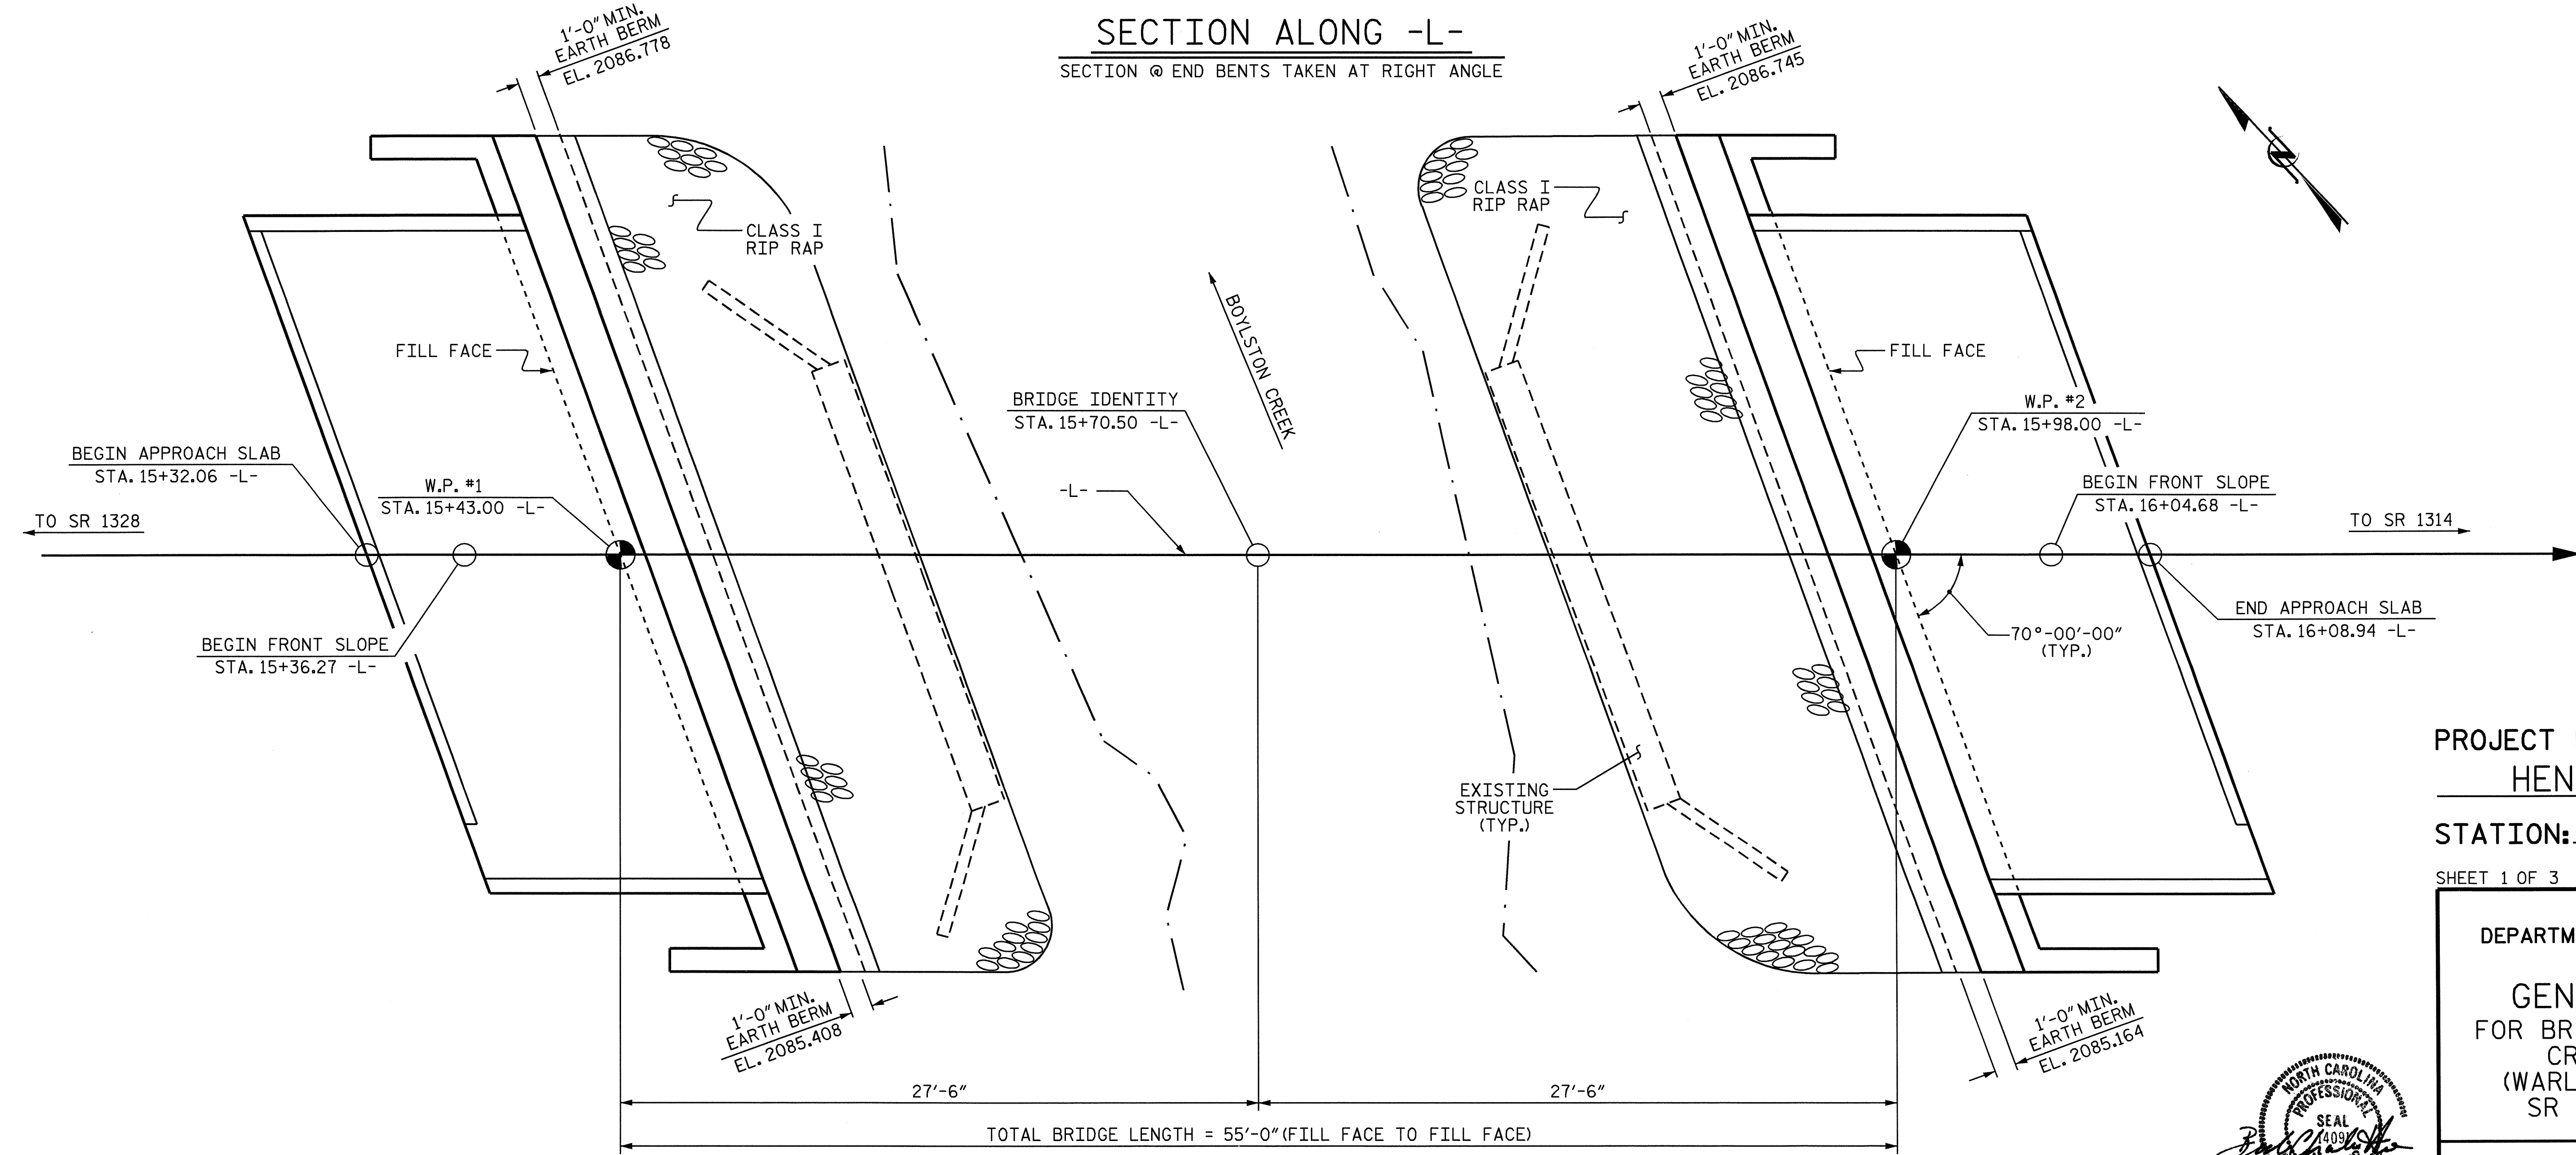 SECTION ALONG -L-
SECTION @ END BENTS TAKEN AT RIGHT ANGLE
1'-0" MIN.
EARTH BERM
EL. 2086.778
1'-0" MIN.
EARTH BERM
EL. 2086.745
CLASS I
RIP RAP
CLASS I
RIP RAP
BOYLSTON CREEK
FILL FACE
FILL FACE
BRIDGE IDENTITY
STA. 15+70.50 -L-
W.P. #2
STA. 15+98.00 -L-
BEGIN APPROACH SLAB
STA. 15+32.06 -L-
W.P. #1
STA. 15+43.00 -L-
-L-
BEGIN FRONT SLOPE
STA. 16+04.68 -L-
TO SR 1328
TO SR 1314
BEGIN FRONT SLOPE
STA. 15+36.27 -L-
70°-00'-00"
(TYP.)
END APPROACH SLAB
STA. 16+08.94 -L-
EXISTING
STRUCTURE
(TYP.)
PROJECT
HEN
STATION:
SHEET 1 OF 3
DEPARTM
GEN
FOR BR
CR
(WARL
SR
1'-0" MIN.
EARTH BERM
EL. 2085.408
1'-0" MIN.
EARTH BERM
EL. 2085.164
27'-6"
27'-6"
TOTAL BRIDGE LENGTH = 55'-0" (FILL FACE TO FILL FACE)
NORTH CAROLINA
PROFESSIONAL
SEAL